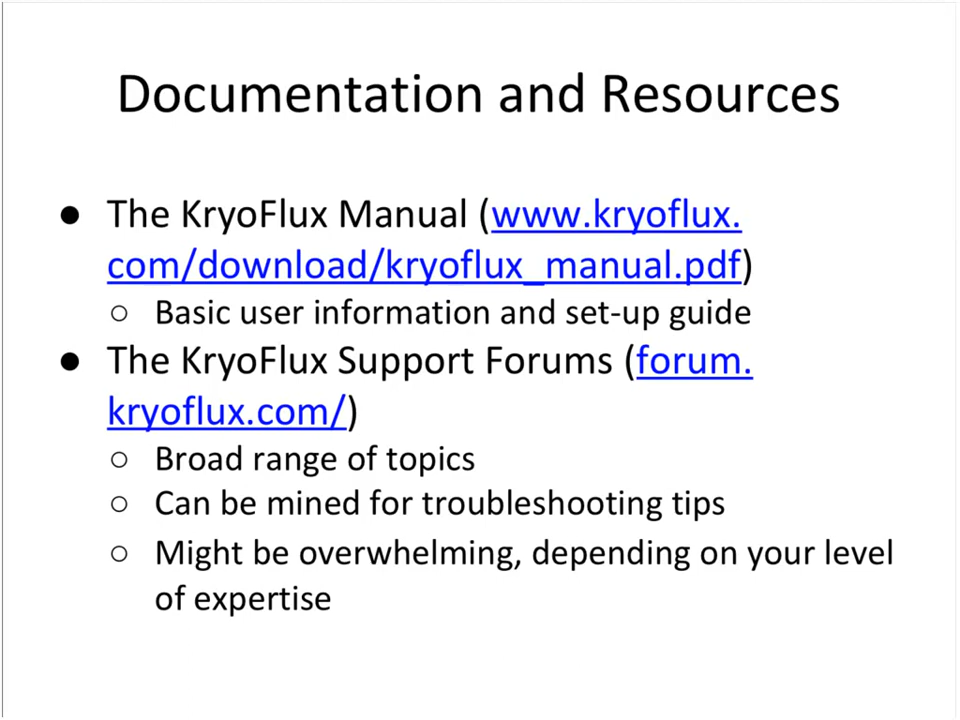 Documentation and Resources
● The KryoFlux Manual (www.kryoflux.
com/download/kryoflux_manual.pdf)
○ Basic user information and set-up guide
● The KryoFlux Support Forums (forum.
kryoflux.com/)
○ Broad range of topics
○ Can be mined for troubleshooting tips
○ Might be overwhelming, depending on your level
of expertise